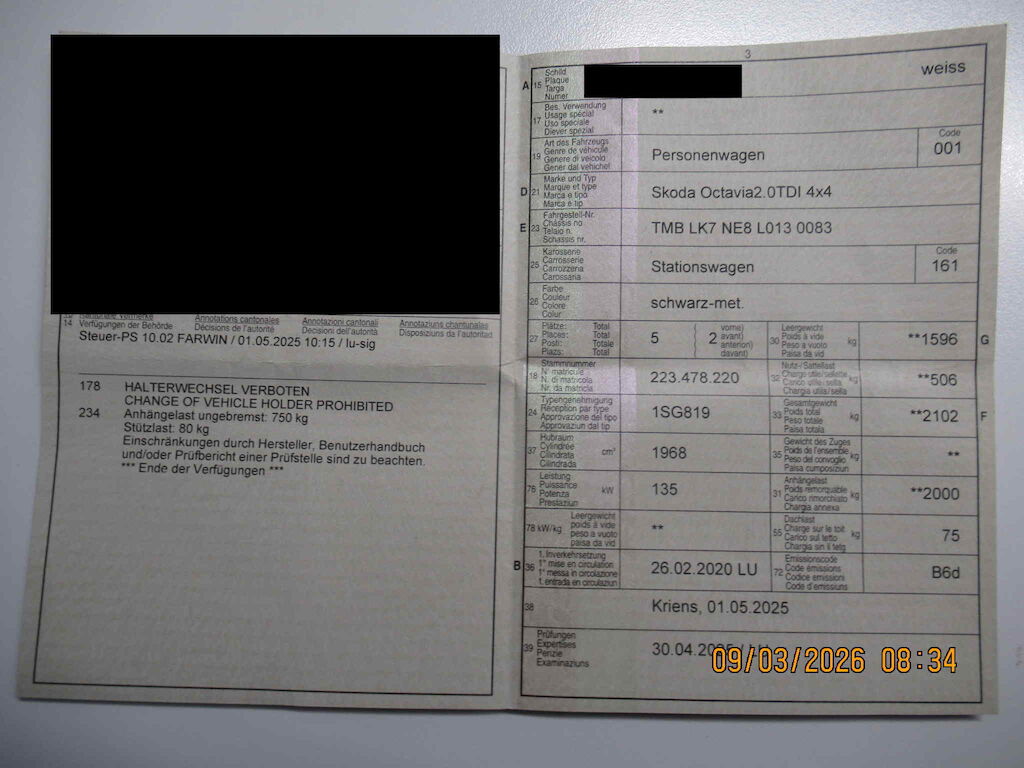 14 Verfügungen der Behörde Décisions de l'autorité Decisioni dell'autorità Disposiziuns da l'autoritad
Annotations cantonales Annotazioni cantonali Annotaziuns chantunalas
Steuer-PS 10.02 FARWIN / 01.05.2025 10:15 / lu-sig
178 HALTERWECHSEL VERBOTEN
CHANGE OF VEHICLE HOLDER PROHIBITED
234 Anhängelast ungebremst: 750 kg
Stützlast: 80 kg
Einschränkungen durch Hersteller, Benutzerhandbuch
und/oder Prüfbericht einer Prüfstelle sind zu beachten.
*** Ende der Verfügungen ***
3
A 15 Schild
Plaque
Targa
Numer
weiss
17 Bes. Verwendung
Usage spécial
Uso speciale
Diever spezial
**
19 Art des Fahrzeugs
Genre de véhicule
Genere di veicolo
Gener dal vehichel
Personenwagen
Code
001
D 21 Marke und Typ
Marque et type
Marca e tipo
Marca e tip
Skoda Octavia2.0TDI 4x4
E 23 Fahrgestell-Nr.
Châssis no
Telaio n.
Schassis nr.
TMB LK7 NE8 L013 0083
25 Karosserie
Carrosserie
Carrozzeria
Carossaria
Stationswagen
Code
161
26 Farbe
Couleur
Colore
Colur
schwarz-met.
27 Plätze: Total
Places: Total
Posti: Totale
Plazs: Total
5 ( 2 vorne)
avant)
anteriori)
davant)
30 Leergewicht
Poids à vide
Peso a vuoto
Paisa da vid
kg
**1596
G
18 Stammnummer
N° matricule
N. di matricola
Nr. da matricla
223.478.220
32 Nutz-/Sattellast
Charge utile/sellette
Carico utile/sella
Chargia utila/sella
kg
**506
24 Typengenehmigung
Réception par type
Approvazione del tipo
Approvaziun dal tip
1SG819
33 Gesamtgewicht
Poids total
Peso totale
Paisa totala
kg
**2102
F
37 Hubraum
Cylindrée
Cilindrata
Cilindrada
cm³
1968
35 Gewicht des Zuges
Poids de l'ensemble
Peso del convoglio
Paisa cumposiziun
kg
**
76 Leistung
Puissance
Potenza
Prestaziun
kW
135
31 Anhängelast
Poids remorquable
Carico rimorchiato
Chargia annexa
kg
**2000
78 kW/kg
Leergewicht
poids à vide
peso a vuoto
paisa da vid
**
55 Dachlast
Charge sur le toit
Carico sul tetto
Chargia sin il tetg
kg
75
B 36 1. Inverkehrsetzung
1re mise en circulation
1a messa in circolazione
1. entrada en circulaziun
26.02.2020 LU
72 Emissionscode
Code émissions
Codice emissioni
Code d'emissiuns
B6d
38
Kriens, 01.05.2025
39 Prüfungen
Expertises
Perizie
Examinaziuns
30.04.20
09/03/2026 08:34